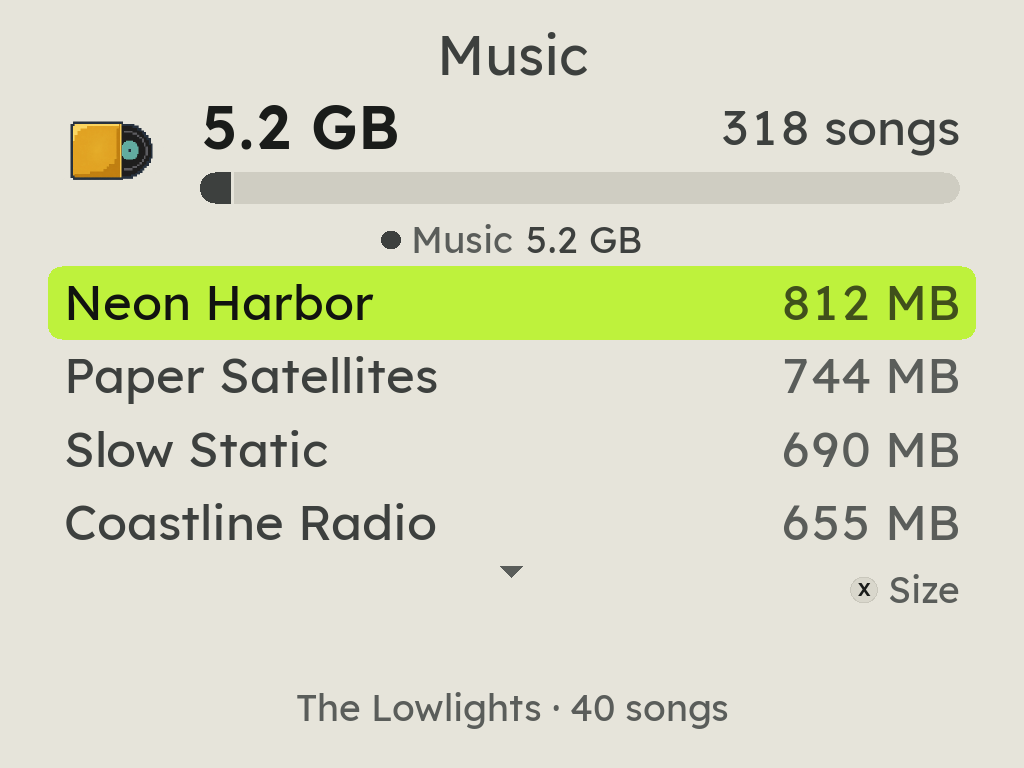 Music
5.2 GB 318 songs
Music 5.2 GB
Neon Harbor 812 MB
Paper Satellites 744 MB
Slow Static 690 MB
Coastline Radio 655 MB
X Size
The Lowlights · 40 songs